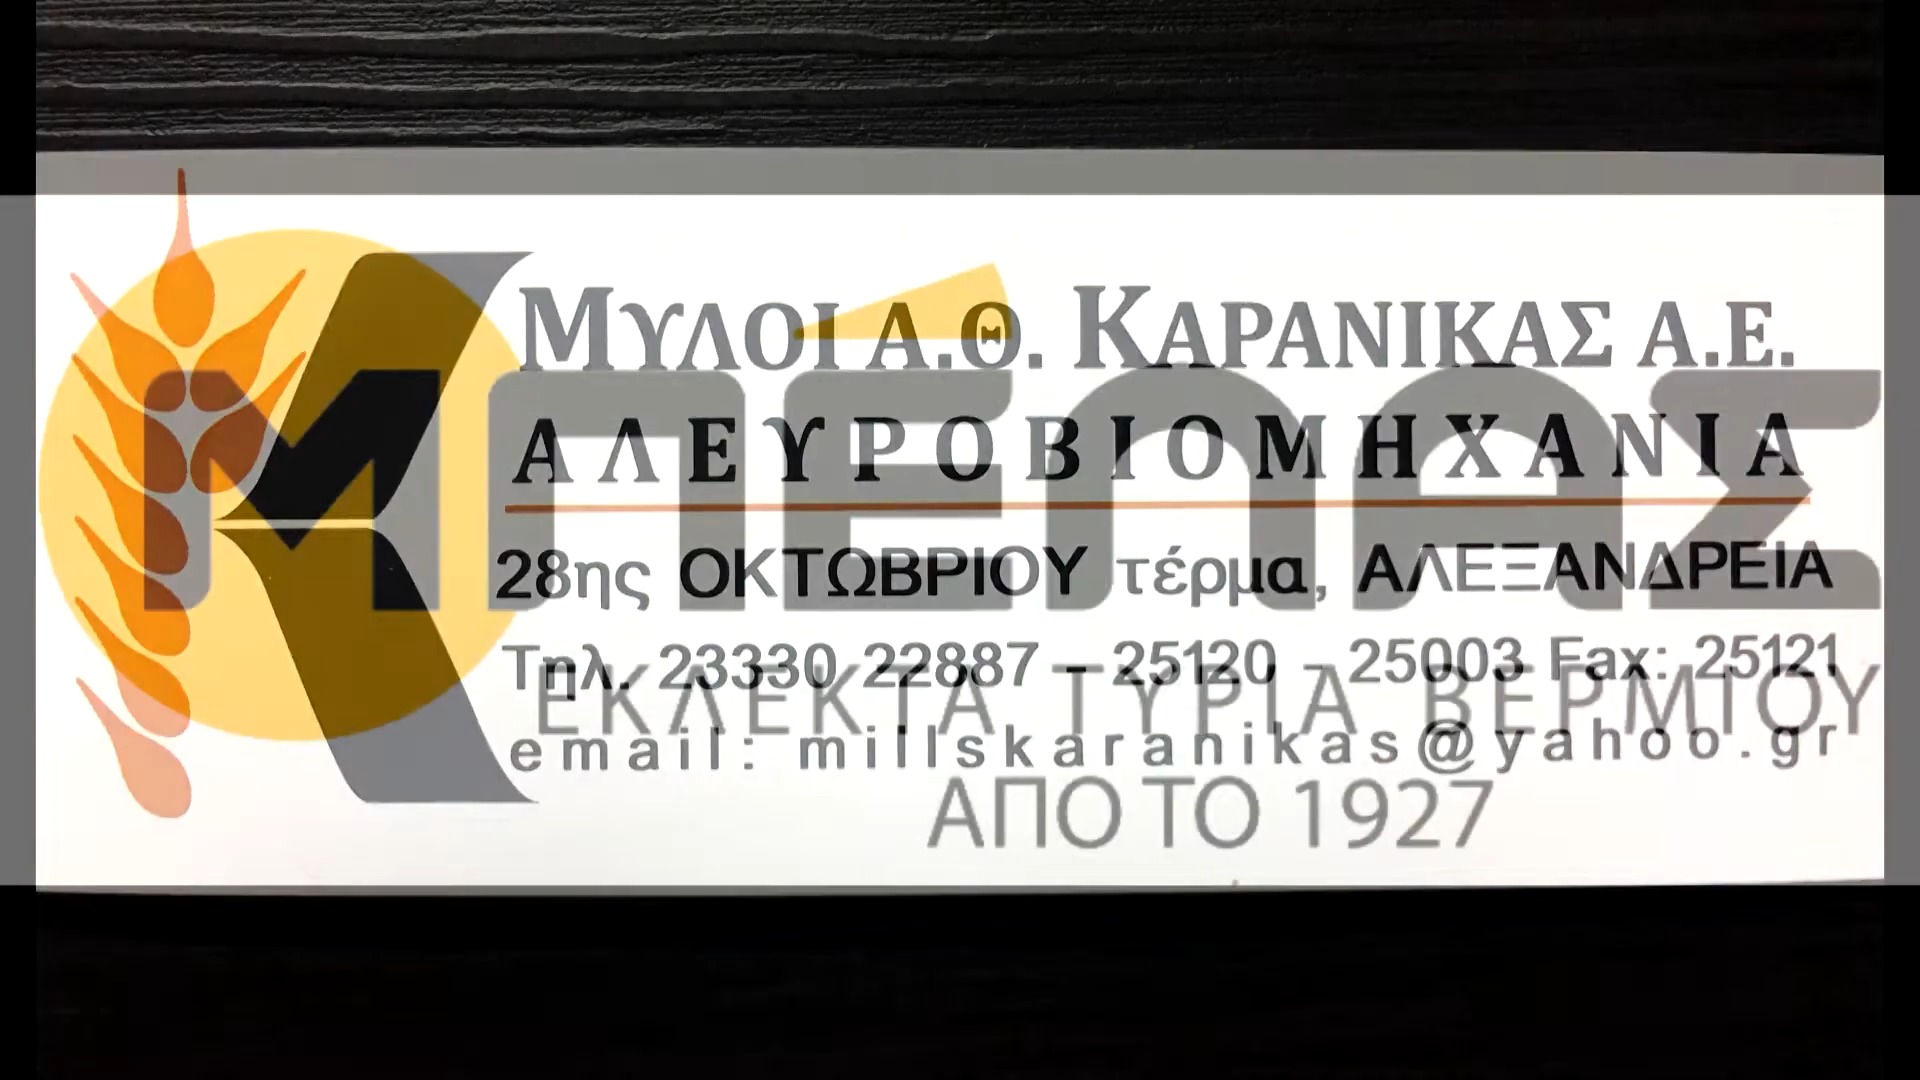 ΜΥΛΟΙ Α.Θ. ΚΑΡΑΝΙΚΑΣ Α.Ε.
ΑΛΕΥΡΟΒΙΟΜΗΧΑΝΙΑ
28ης ΟΚΤΩΒΡΙΟΥ τέρμα, ΑΛΕΞΑΝΔΡΕΙΑ
Τηλ. 23330 22887 - 25120 - 25003 Fax: 25121
email: millskaranikas@yahoo.gr
ΜΠΈΠΑΣ
ΕΚΛΕΚΤΑ ΤΥΡΙΑ ΒΕΡΜΙΟΥ
ΑΠΟ ΤΟ 1927